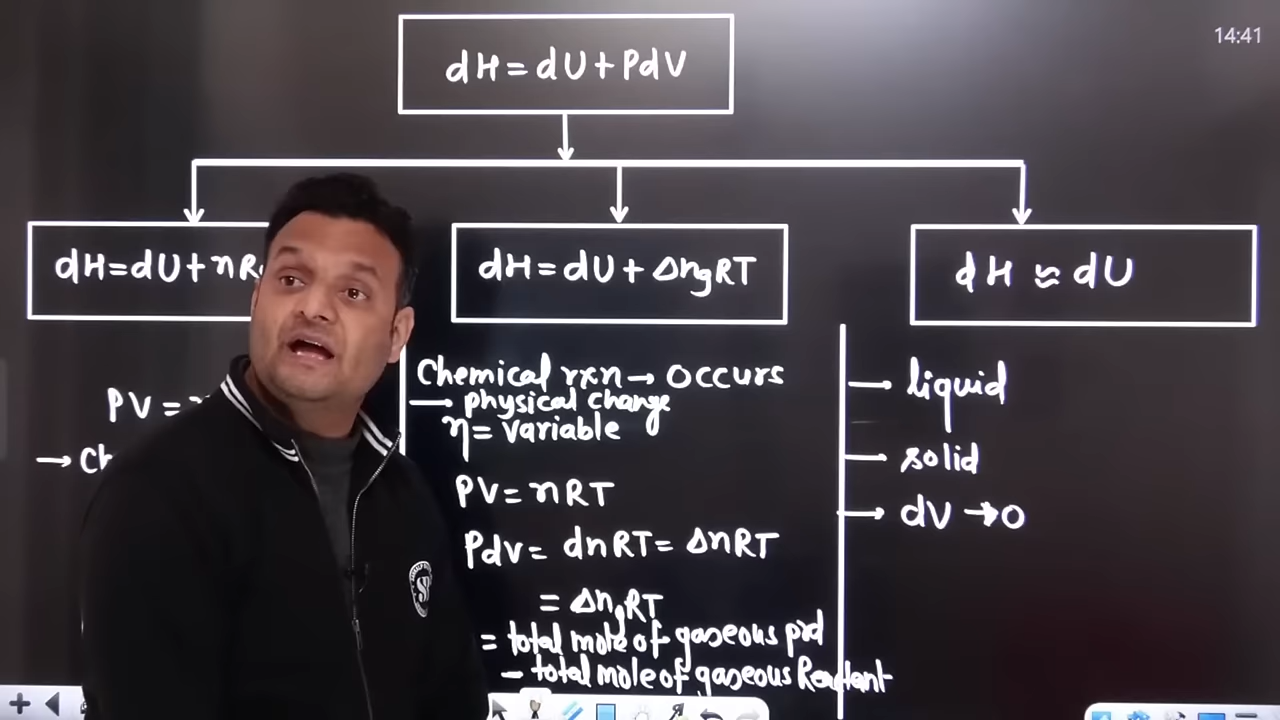 14:41
dH = dU + PdV
dH = dU + nR
dH = dU + ΔngRT
dH ≈ dU
PV =
→
Chemical rxn → occurs
→ physical change
η = variable
PV = nRT
PdV = dnRT = ΔnRT
= ΔngRT
= total mole of gaseous prd
- total mole of gaseous Reactant
→ liquid
→ solid
→ dV → 0